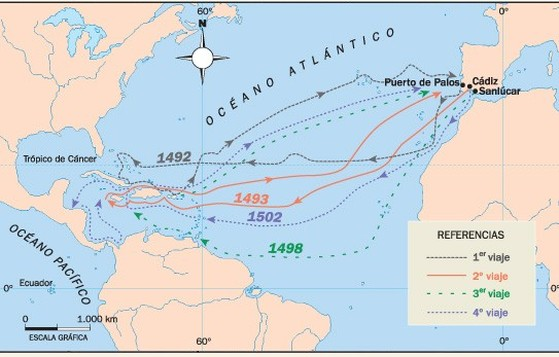 60°
0°
N
OCÉANO ATLÁNTICO
Puerto de Palos
Cádiz
Sanlúcar
Trópico de Cáncer
1492
1493
1502
1498
OCÉANO PACÍFICO
Ecuador
0°
0°
0
1.000 km
ESCALA GRÁFICA
60°
0°
REFERENCIAS
1er viaje
2º viaje
3er viaje
4º viaje